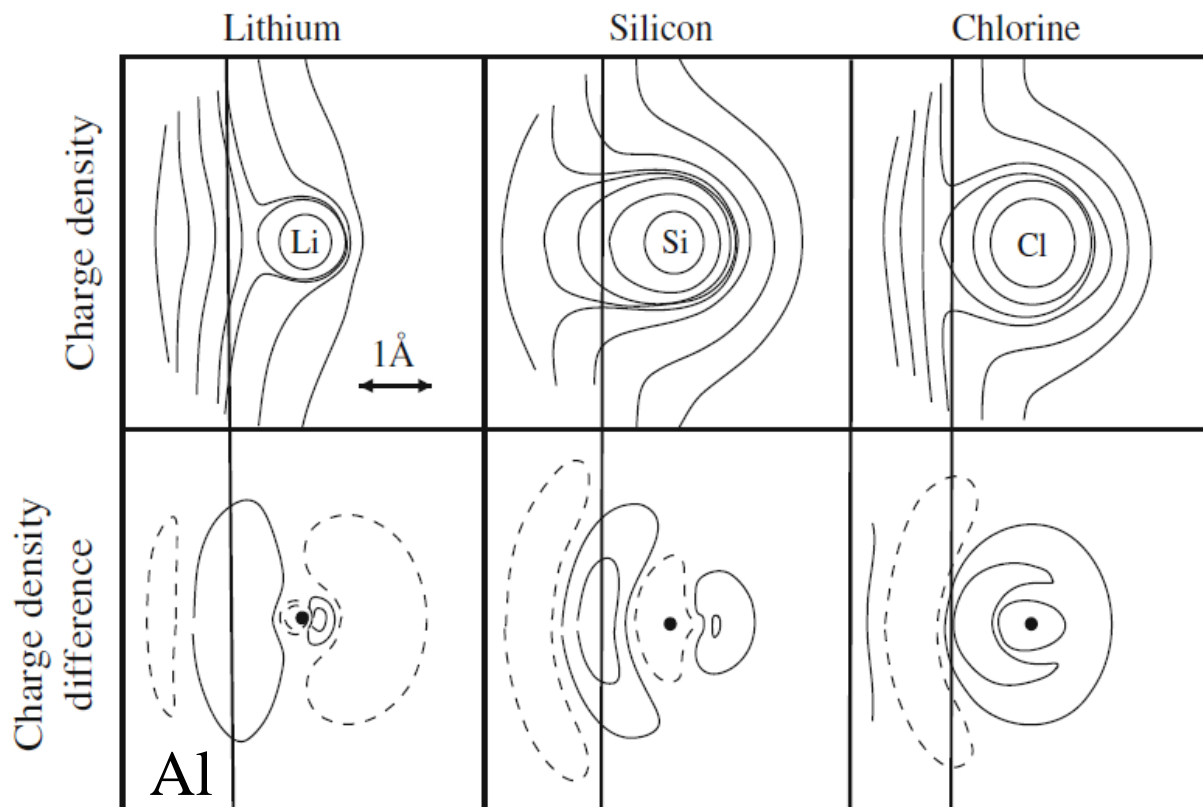 Lithium
Silicon
Chlorine
Charge density
Li
Si
Cl
1Å
Charge density
difference
Al